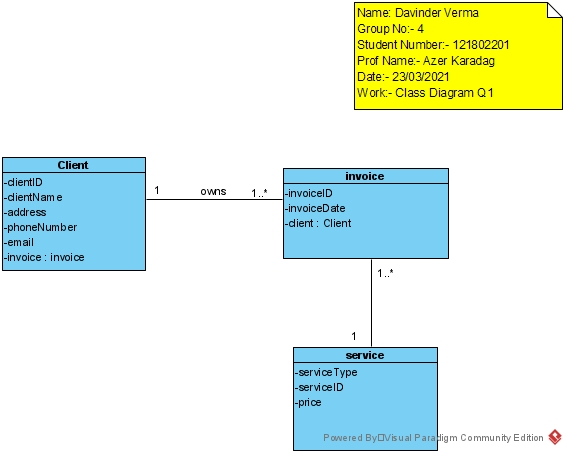 Name: Davinder Verma
Group No:- 4
Student Number:- 121802201
Prof Name:- Azer Karadag
Date:- 23/03/2021
Work:- Class Diagram Q1
Client
-clientID
-clientName
-address
-phoneNumber
-email
-invoice : invoice
1 owns 1..*
invoice
-invoiceID
-invoiceDate
-client : Client
1..*
1
service
-serviceType
-serviceID
-price
Powered By Visual Paradigm Community Edition